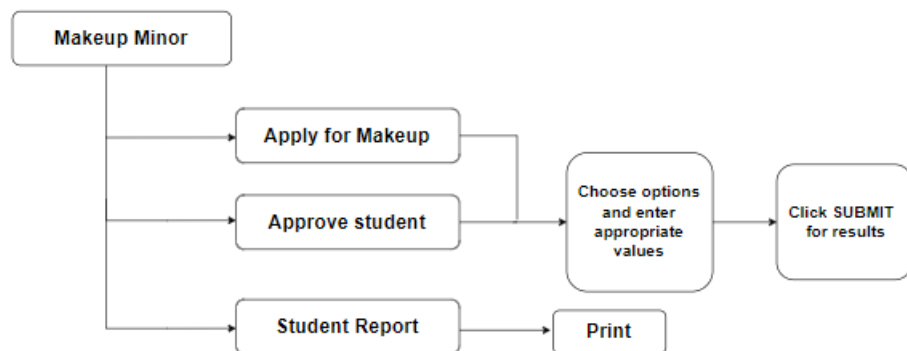 Makeup Minor
Apply for Makeup
Approve student
Choose options
and enter
appropriate
values
Click SUBMIT
for results
Student Report
Print